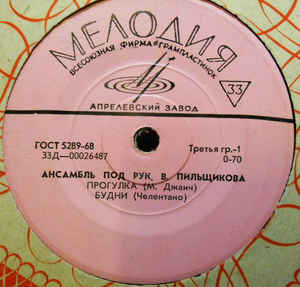 МЕЛОДИЯ
ВСЕСОЮЗНАЯ ФИРМА ГРАМПЛАСТИНОК
33
АПРЕЛЕВСКИЙ ЗАВОД
ГОСТ 5289-68
Третья гр.-1
33Д—00026487
0-70
АНСАМБЛЬ ПОД РУК. В. ПИЛЬЩИКОВА
ПРОГУЛКА (М. Джаич)
БУДНИ (Челентано)